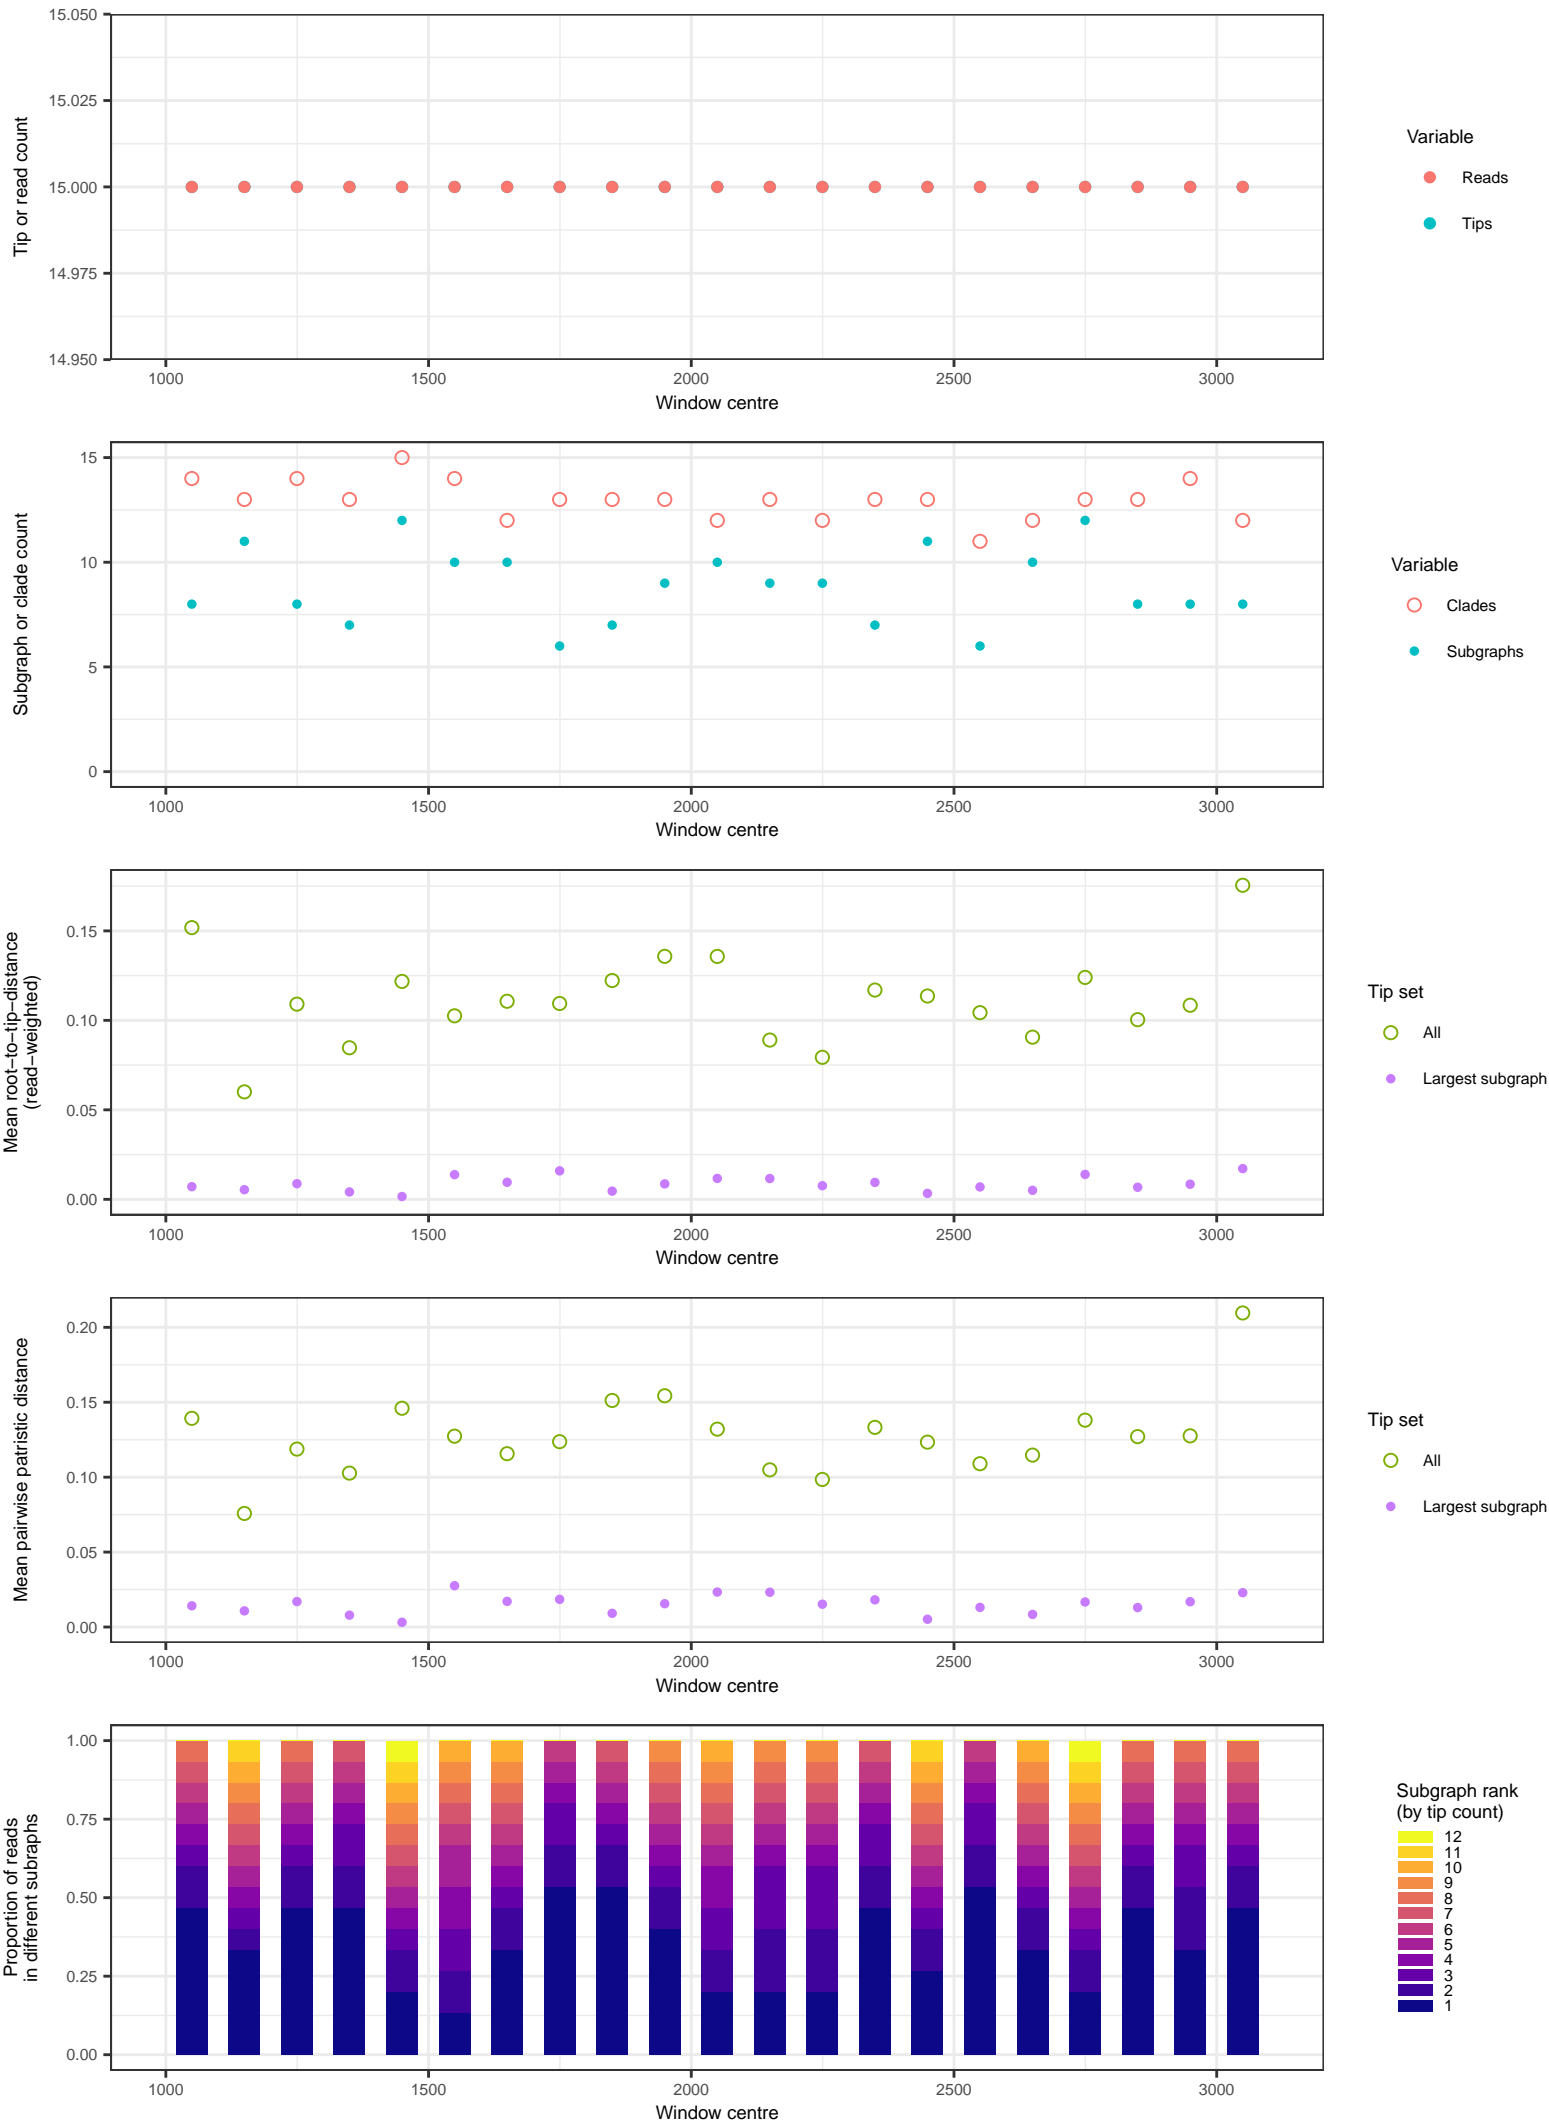 15.050
15.025
15.000
14.975
14.950
Tip or read count
1000 1500 2000 2500 3000
Window centre
Variable
Reads
Tips
15
10
5
0
Subgraph or clade count
1000 1500 2000 2500 3000
Window centre
Variable
Clades
Subgraphs
0.15
0.10
0.05
0.00
Mean root−to−tip−distance
(read−weighted)
1000 1500 2000 2500 3000
Window centre
Tip set
All
Largest subgraph
0.20
0.15
0.10
0.05
0.00
Mean pairwise patristic distance
1000 1500 2000 2500 3000
Window centre
Tip set
All
Largest subgraph
1.00
0.75
0.50
0.25
0.00
Proportion of reads
in different subraphs
1000 1500 2000 2500 3000
Window centre
Subgraph rank
(by tip count)
12
11
10
9
8
7
6
5
4
3
2
1